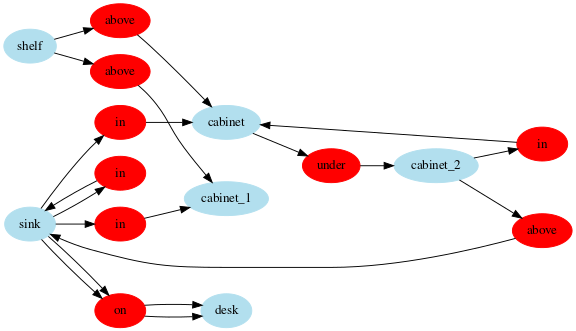 above
shelf
above
in
cabinet
in
under
cabinet_2
in
cabinet_1
sink
in
above
on
desk